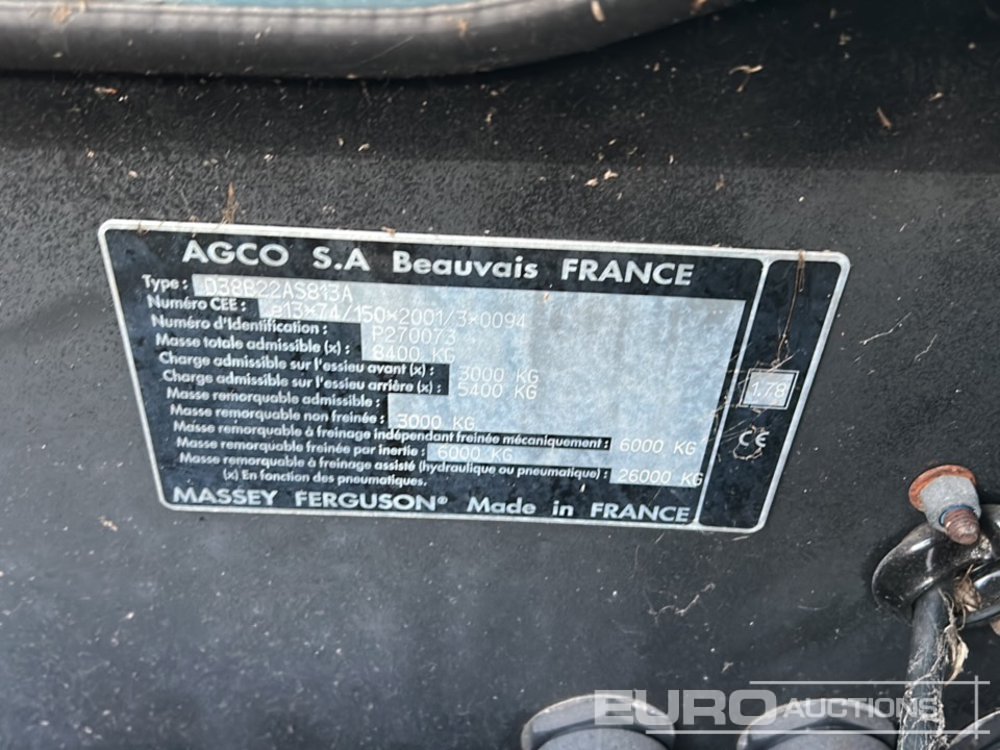 AGCO S.A Beauvais FRANCE
Type : D38B22AS813A
Numéro CEE : e13*74/150*2001/3*0094
Numéro d'Identification : P270073
Masse totale admissible (x) : 8400 KG
Charge admissible sur l'essieu avant (x) : 3000 KG
Charge admissible sur l'essieu arrière (x) : 5400 KG
Masse remorquable admissible :
Masse remorquable non freinée : 3000 KG
Masse remorquable à freinage indépendant freinée mécaniquement : 6000 KG
Masse remorquable freinée par inertie : 6000 KG
Masse remorquable à freinage assisté (hydraulique ou pneumatique) : 26000 KG
(x) En fonction des pneumatiques.
MASSEY FERGUSON® Made in FRANCE
1.78
CE
EURO AUCTIONS